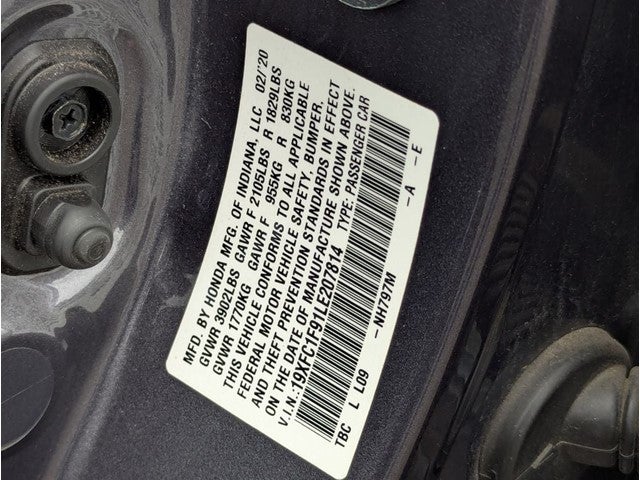 MFD. BY HONDA MFG. OF INDIANA, LLC 02/'20
GVWR 3902LBS GAWR F 2105LBS R 1829LBS
GVWR 1770KG GAWR F 955KG R 830KG
THIS VEHICLE CONFORMS TO ALL APPLICABLE
FEDERAL MOTOR VEHICLE SAFETY, BUMPER,
AND THEFT PREVENTION STANDARDS IN EFFECT
ON THE DATE OF MANUFACTURE SHOWN ABOVE.
V.I.N.:19XFC1F91LE207814 TYPE: PASSENGER CAR
TBC L L09 -NH797M -A -E